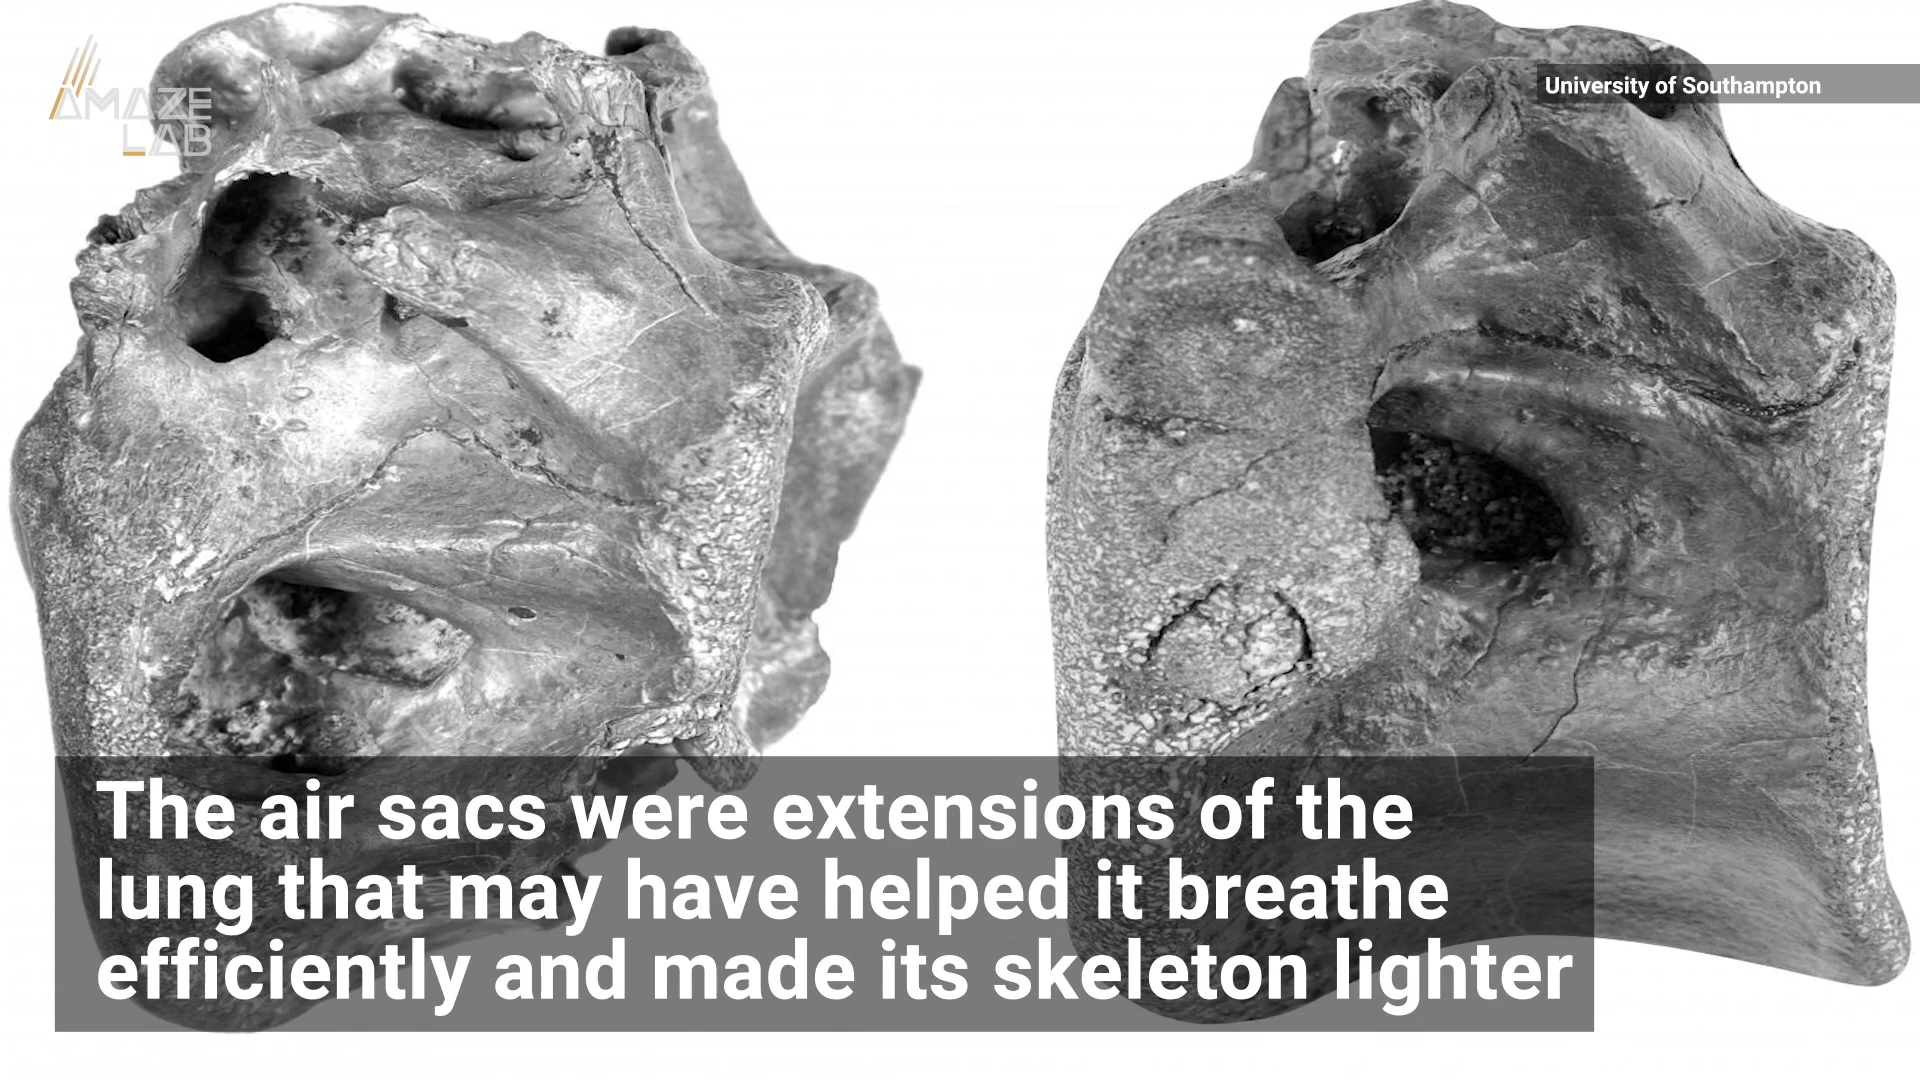 AMAZE
LAB
University of Southampton
The air sacs were extensions of the
lung that may have helped it breathe
efficiently and made its skeleton lighter